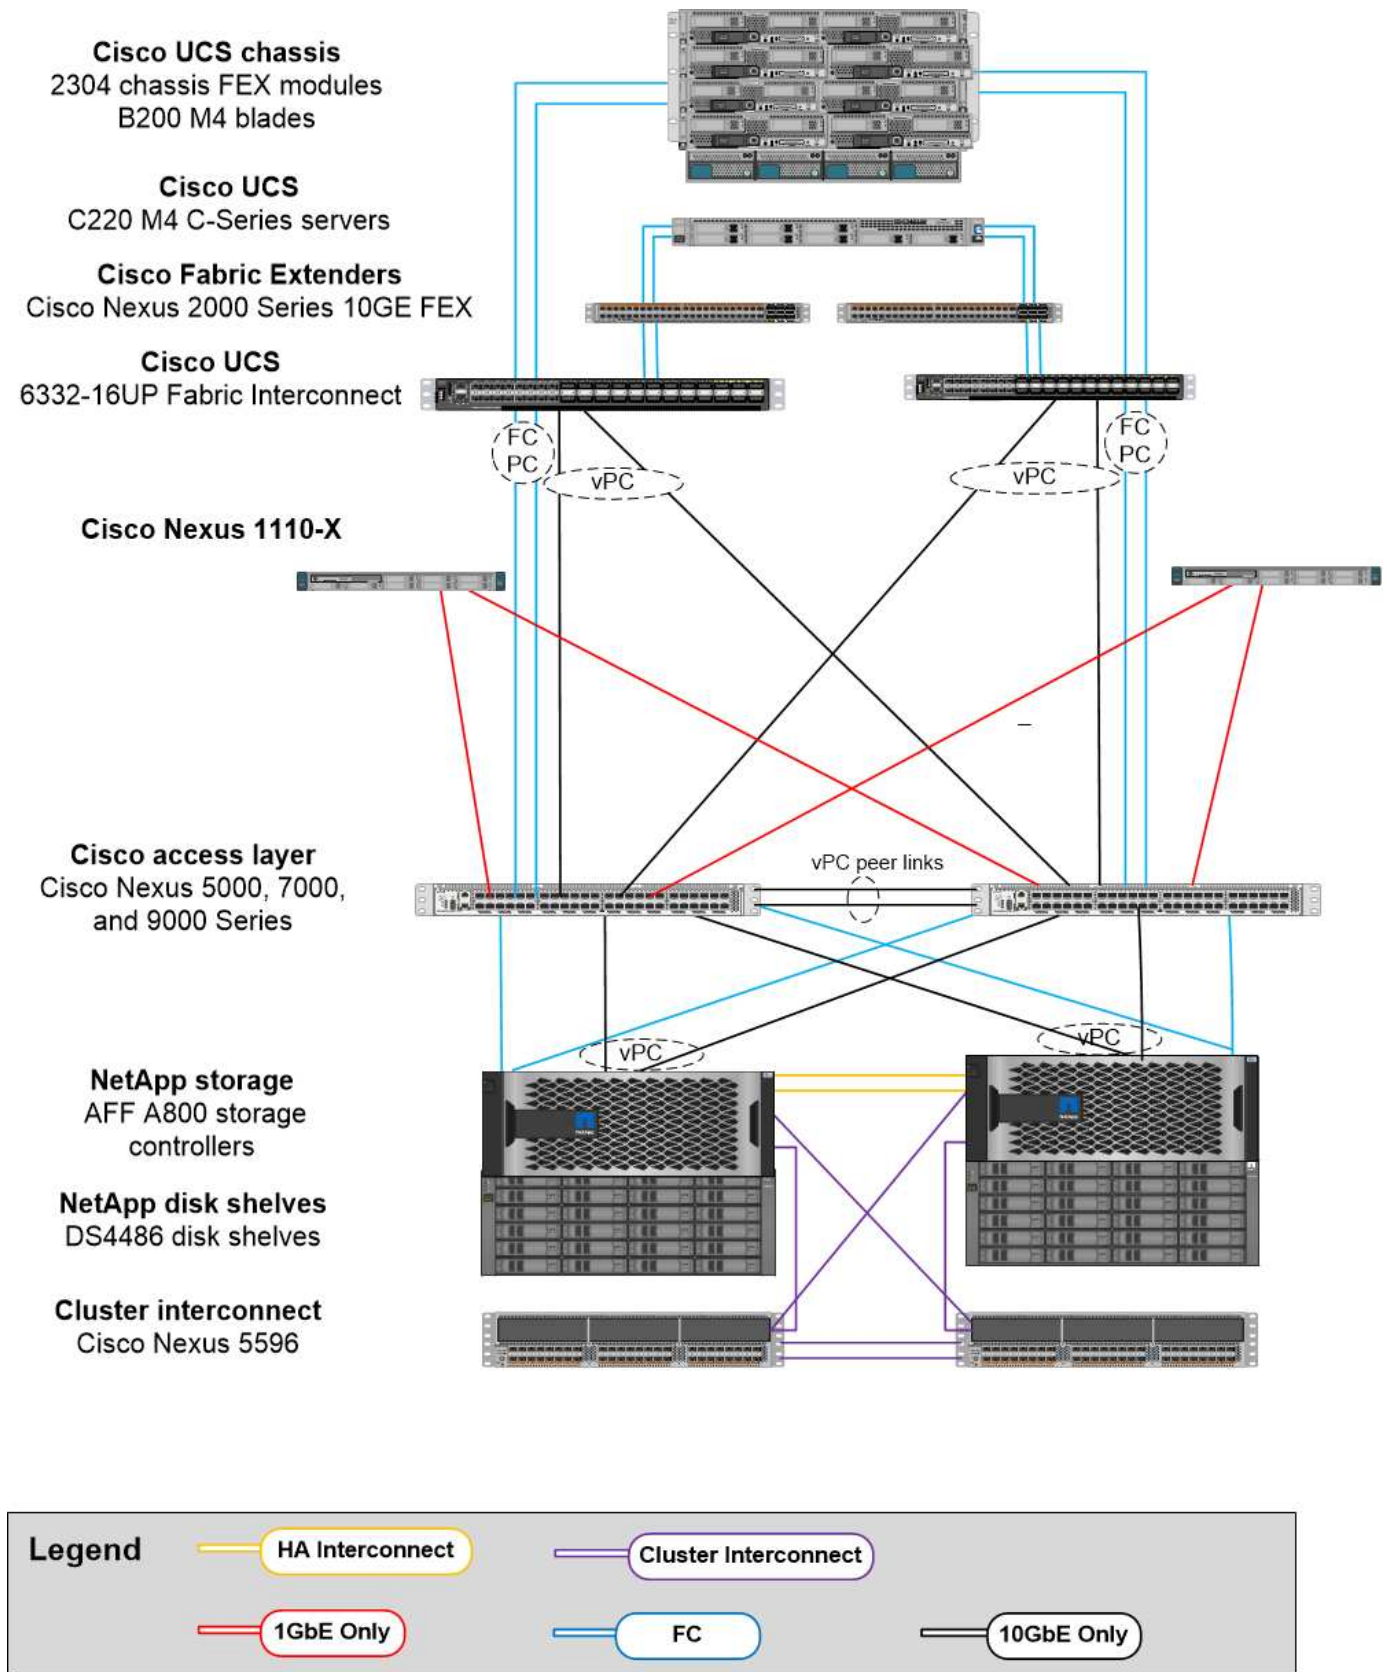 Cisco UCS chassis
2304 chassis FEX modules
B200 M4 blades
Cisco UCS
C220 M4 C-Series servers
Cisco Fabric Extenders
Cisco Nexus 2000 Series 10GE FEX
Cisco UCS
6332-16UP Fabric Interconnect
FC
PC
vPC
vPC
FC
PC
Cisco Nexus 1110-X
Cisco access layer
Cisco Nexus 5000, 7000,
and 9000 Series
vPC peer links
vPC
vPC
NetApp storage
AFF A800 storage
controllers
NetApp disk shelves
DS4486 disk shelves
Cluster interconnect
Cisco Nexus 5596
Legend
HA Interconnect
Cluster Interconnect
1GbE Only
FC
10GbE Only